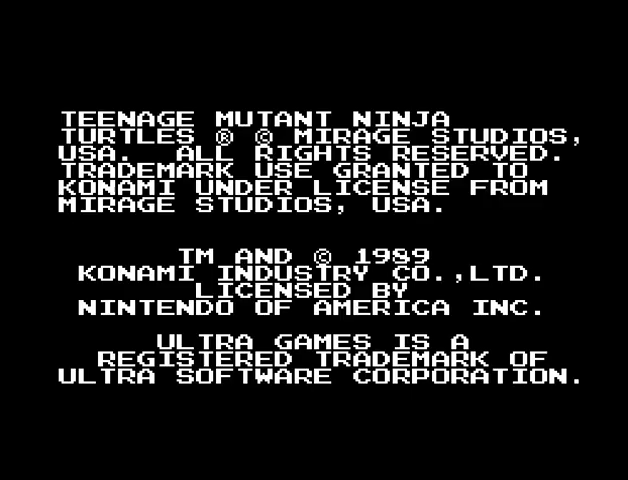 TEENAGE MUTANT NINJA
TURTLES ® © MIRAGE STUDIOS,
USA. ALL RIGHTS RESERVED.
TRADEMARK USE GRANTED TO
KONAMI UNDER LICENSE FROM
MIRAGE STUDIOS, USA.
TM AND © 1989
KONAMI INDUSTRY CO.,LTD.
LICENSED BY
NINTENDO OF AMERICA INC.
ULTRA GAMES IS A
REGISTERED TRADEMARK OF
ULTRA SOFTWARE CORPORATION.